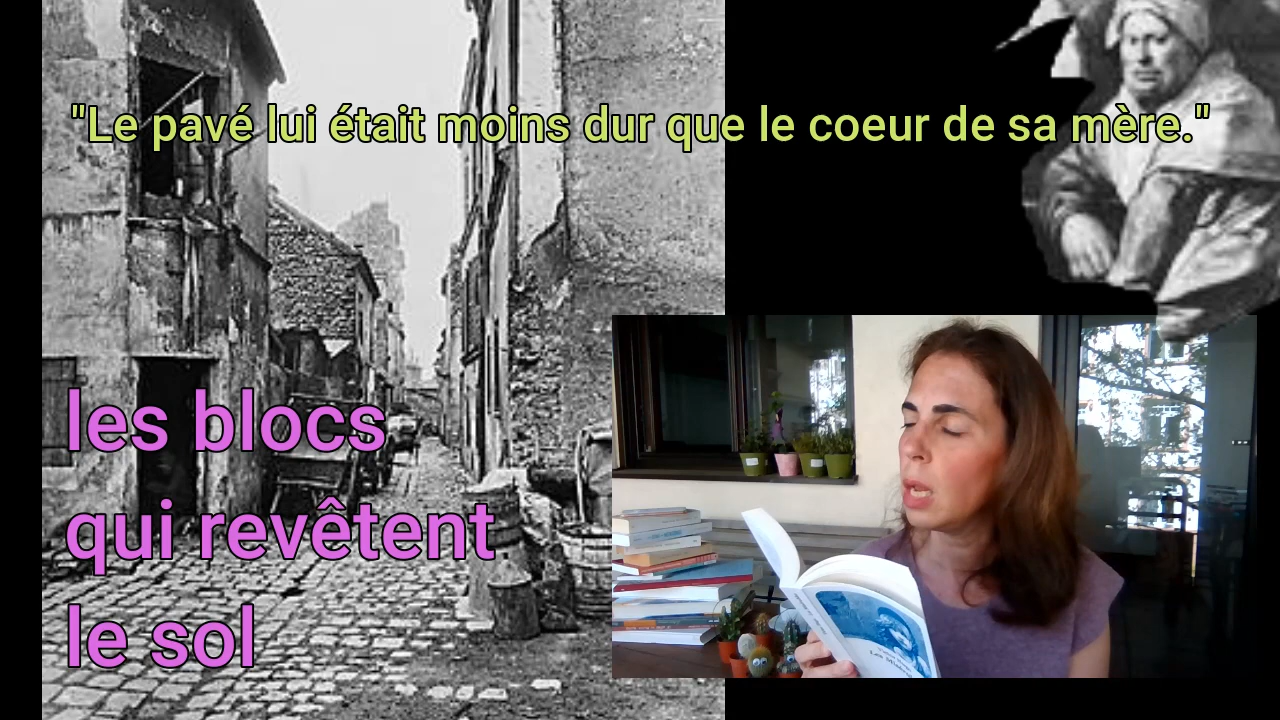 "Le pavé lui était moins dur que le coeur de sa mère."
les blocs
qui revêtent
le sol